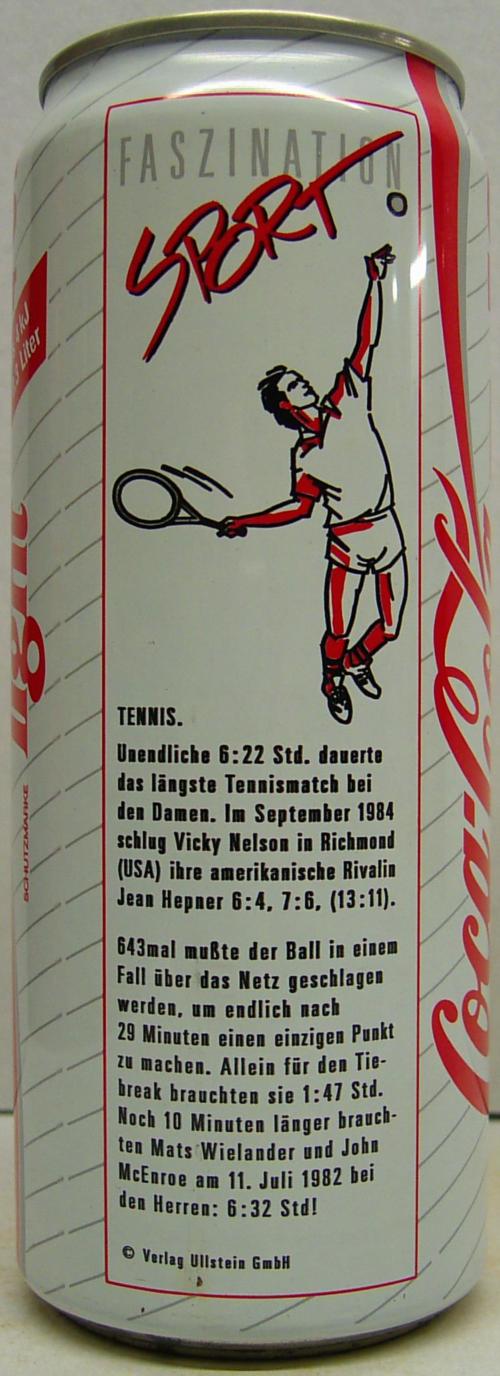 FASZINATION
SPORT
TENNIS.
Unendliche 6:22 Std. dauerte
das längste Tennismatch bei
den Damen. Im September 1984
schlug Vicky Nelson in Richmond
(USA) ihre amerikanische Rivalin
Jean Hepner 6:4, 7:6, (13:11).
643mal mußte der Ball in einem
Fall über das Netz geschlagen
werden, um endlich nach
29 Minuten einen einzigen Punkt
zu machen. Allein für den Tie-
break brauchten sie 1:47 Std.
Noch 10 Minuten länger brauch-
ten Mats Wielander und John
McEnroe am 11. Juli 1982 bei
den Herren: 6:32 Std!
© Verlag Ullstein GmbH
kJ
Liter
SCHUTZMARKE
Coca-Col